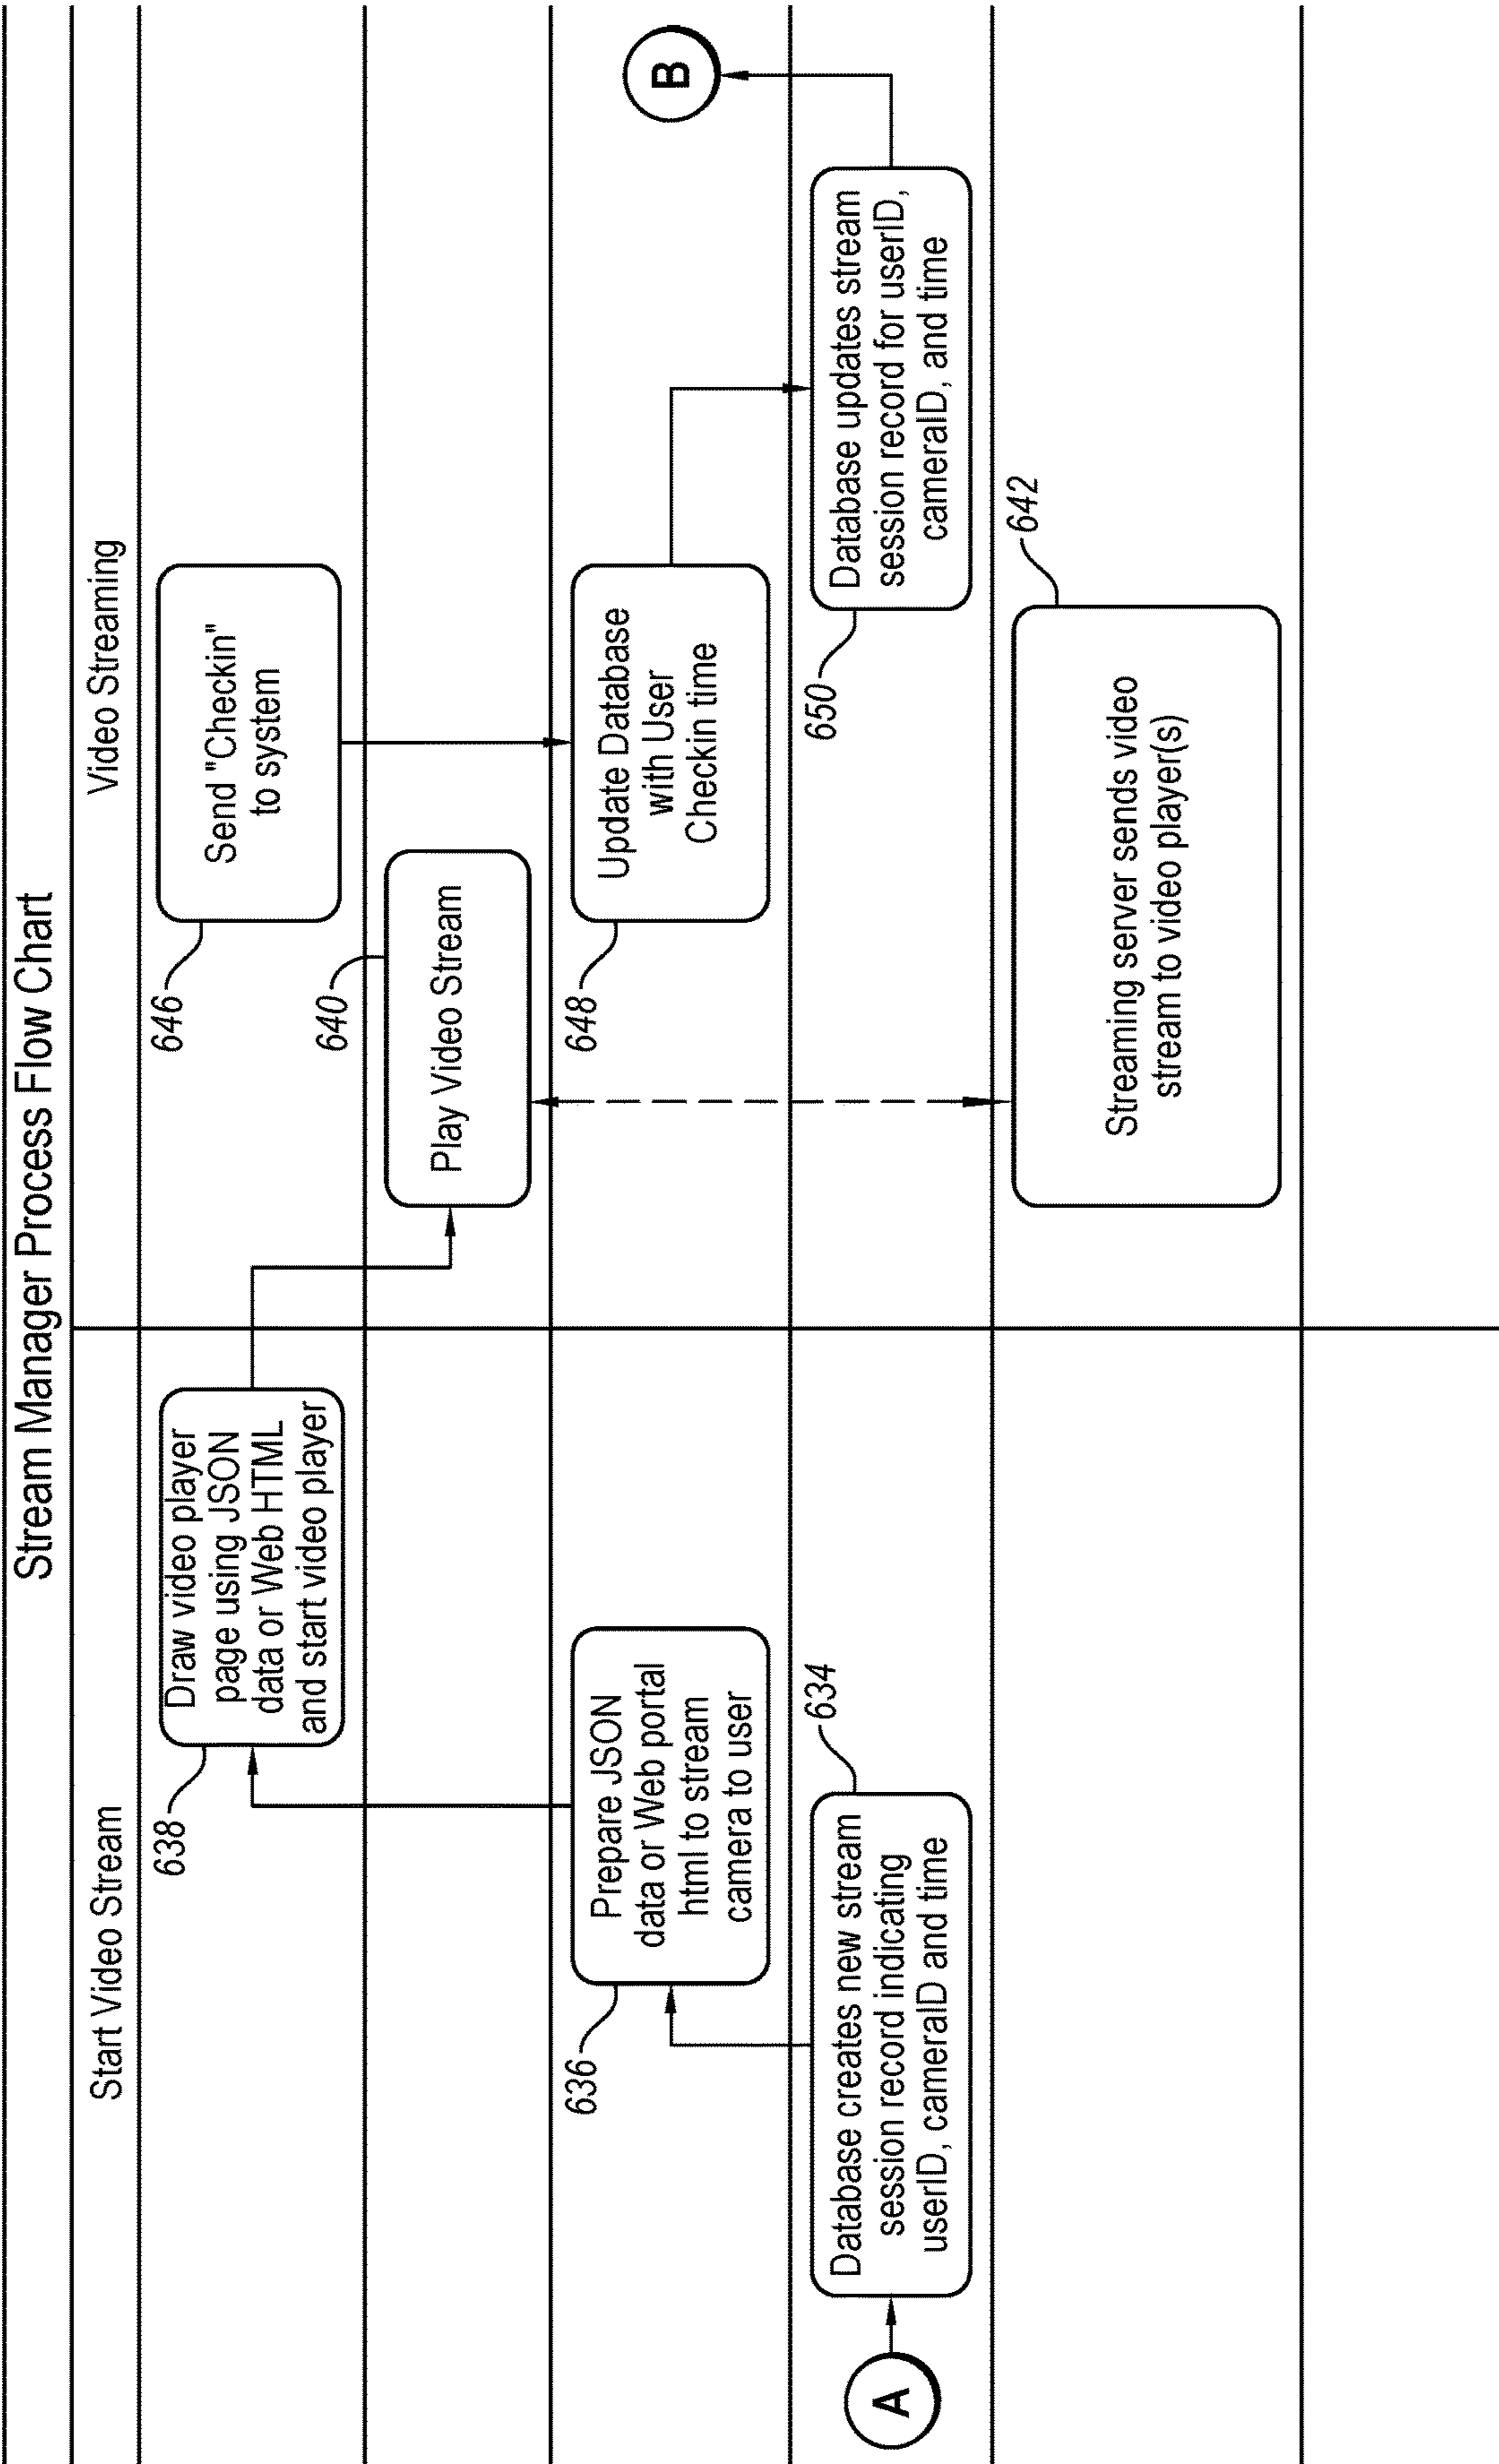 Stream Manager Process Flow Chart
Start Video Stream
Video Streaming
638
Draw video player
page using JSON
data or Web HTML
and start video player
646
Send "Checkin"
to system
640
Play Video Stream
636
Prepare JSON
data or Web portal
html to stream
camera to user
648
Update Database
with User
Checkin time
B
A
634
Database creates new stream
session record indicating
userID, cameraID and time
650
Database updates stream
session record for userID,
cameraID, and time
642
Streaming server sends video
stream to video player(s)